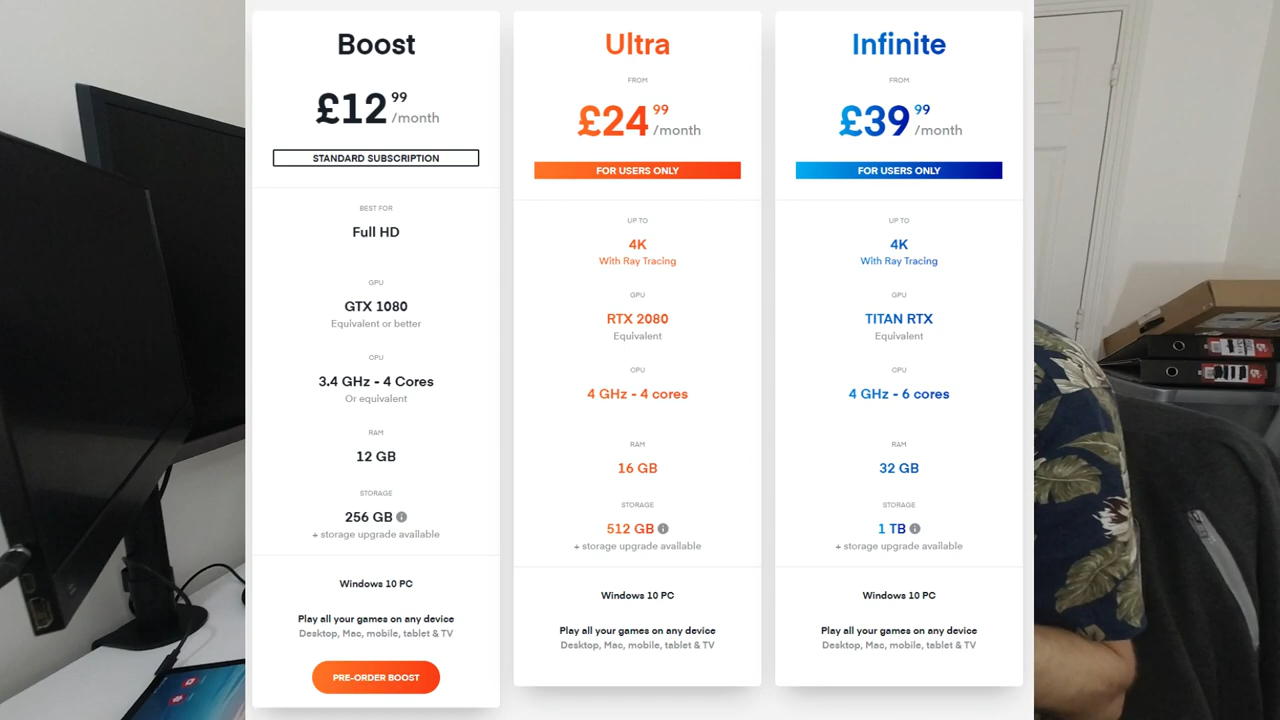 Boost
£12 99
/month
STANDARD SUBSCRIPTION
BEST FOR
Full HD
GPU
GTX 1080
Equivalent or better
CPU
3.4 GHz - 4 Cores
Or equivalent
RAM
12 GB
STORAGE
256 GB
+ storage upgrade available
Windows 10 PC
Play all your games on any device
Desktop, Mac, mobile, tablet & TV
PRE-ORDER BOOST
Ultra
FROM
£24 99
/month
FOR USERS ONLY
UP TO
4K
With Ray Tracing
GPU
RTX 2080
Equivalent
CPU
4 GHz - 4 cores
RAM
16 GB
STORAGE
512 GB
+ storage upgrade available
Windows 10 PC
Play all your games on any device
Desktop, Mac, mobile, tablet & TV
Infinite
FROM
£39 99
/month
FOR USERS ONLY
UP TO
4K
With Ray Tracing
GPU
TITAN RTX
Equivalent
CPU
4 GHz - 6 cores
RAM
32 GB
STORAGE
1 TB
+ storage upgrade available
Windows 10 PC
Play all your games on any device
Desktop, Mac, mobile, tablet & TV